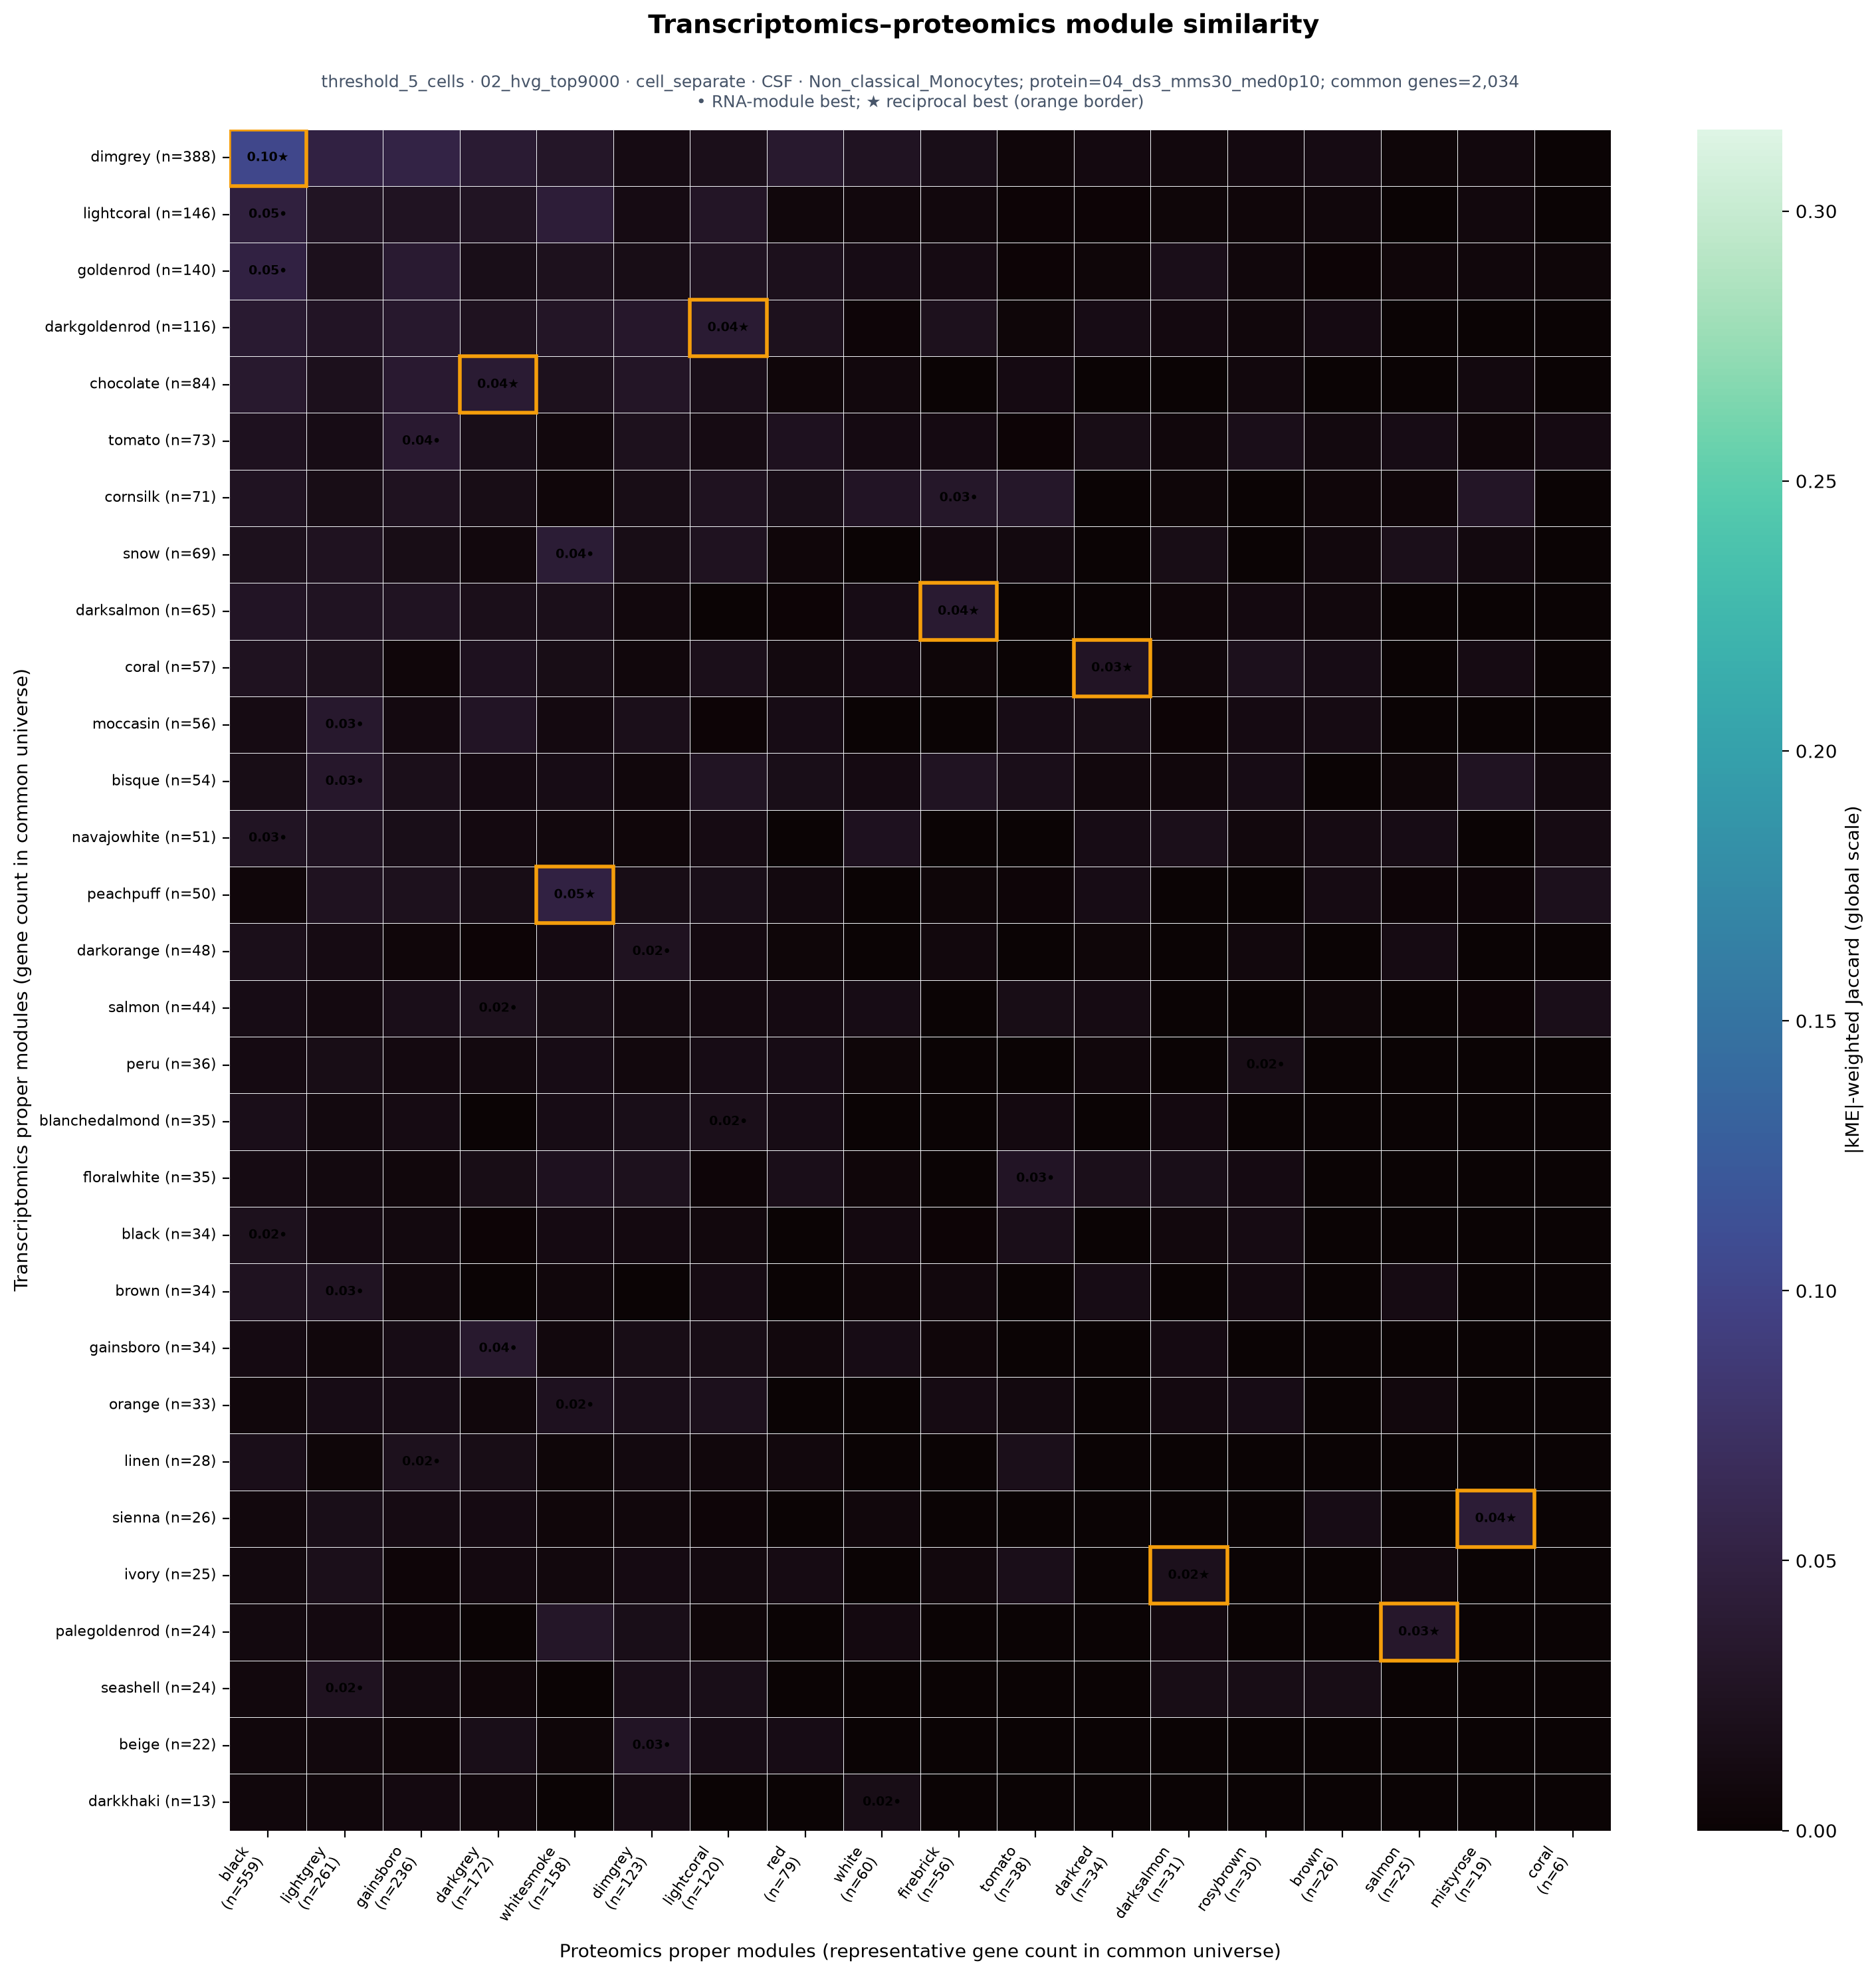 Transcriptomics–proteomics module similarity
threshold_5_cells · 02_hvg_top9000 · cell_separate · CSF · Non_classical_Monocytes; protein=04_ds3_mms30_med0p10; common genes=2,034
• RNA-module best; ★ reciprocal best (orange border)
Transcriptomics proper modules (gene count in common universe)
dimgrey (n=388)
0.10★
lightcoral (n=146)
0.05•
goldenrod (n=140)
0.05•
darkgoldenrod (n=116)
0.04★
chocolate (n=84)
0.04★
tomato (n=73)
0.04•
cornsilk (n=71)
0.03•
snow (n=69)
0.04•
darksalmon (n=65)
0.04★
coral (n=57)
0.03★
moccasin (n=56)
0.03•
bisque (n=54)
0.03•
navajowhite (n=51)
0.03•
peachpuff (n=50)
0.05★
darkorange (n=48)
0.02•
salmon (n=44)
0.02•
peru (n=36)
0.02•
blanchedalmond (n=35)
0.02•
floralwhite (n=35)
0.03•
black (n=34)
0.02•
brown (n=34)
0.03•
gainsboro (n=34)
0.04•
orange (n=33)
0.02•
linen (n=28)
0.02•
sienna (n=26)
0.04★
ivory (n=25)
0.02★
palegoldenrod (n=24)
0.03★
seashell (n=24)
0.02•
beige (n=22)
0.03•
darkkhaki (n=13)
0.02•
black
(n=559)
lightgrey
(n=261)
gainsboro
(n=236)
darkgrey
(n=172)
whitesmoke
(n=158)
dimgrey
(n=123)
lightcoral
(n=120)
red
(n=79)
white
(n=60)
firebrick
(n=56)
tomato
(n=38)
darkred
(n=34)
darksalmon
(n=31)
rosybrown
(n=30)
brown
(n=26)
salmon
(n=25)
mistyrose
(n=19)
coral
(n=6)
Proteomics proper modules (representative gene count in common universe)
0.30
0.25
0.20
0.15
0.10
0.05
0.00
|kME|-weighted Jaccard (global scale)